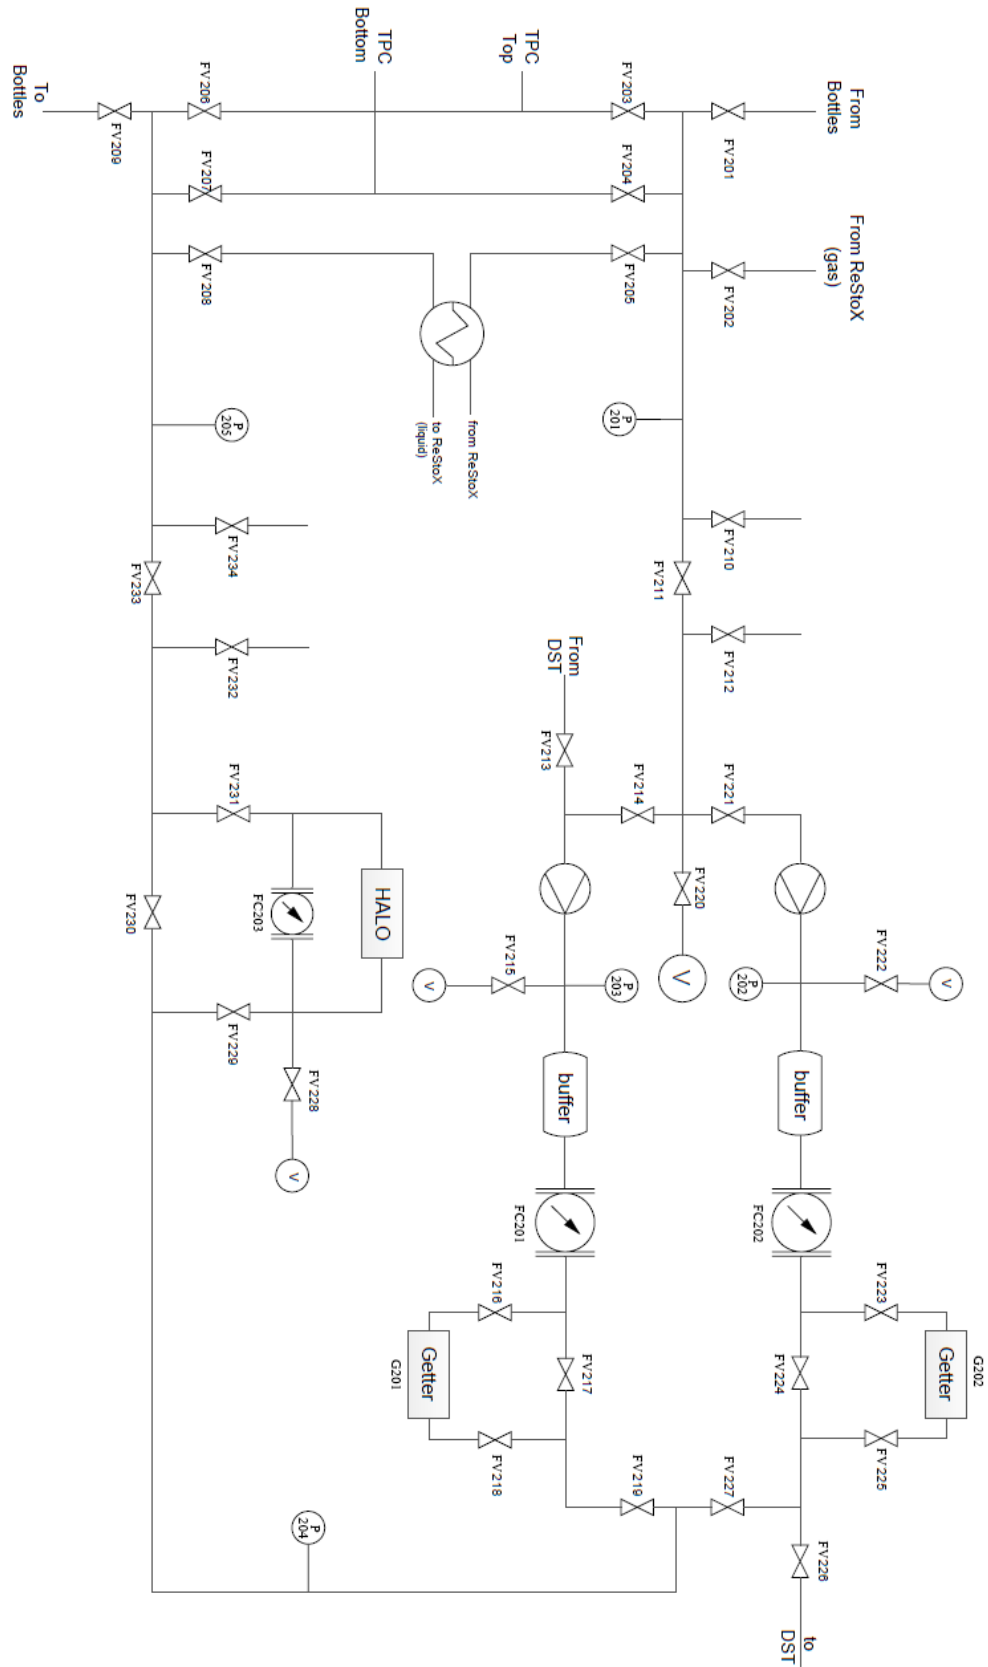 From
Bottles
FV201
From ReStoX
(gas)
FV202
TPC
Top
TPC
Bottom
FV203
FV204
FV205
FV206
FV207
FV208
To
Bottles
FV209
from ReStoX
to ReStoX
(liquid)
P
201
P
205
FV210
FV211
FV212
FV234
FV233
FV232
From
DST
FV213
FV214
FV221
FV220
V
FV222
V
P
202
P
203
FV215
V
FV231
HALO
FC203
FV230
FV229
FV228
V
buffer
buffer
FC201
FC202
FV216
FV217
Getter
G201
FV218
FV223
FV224
Getter
G202
FV225
FV219
FV227
FV226
to
DST
P
204